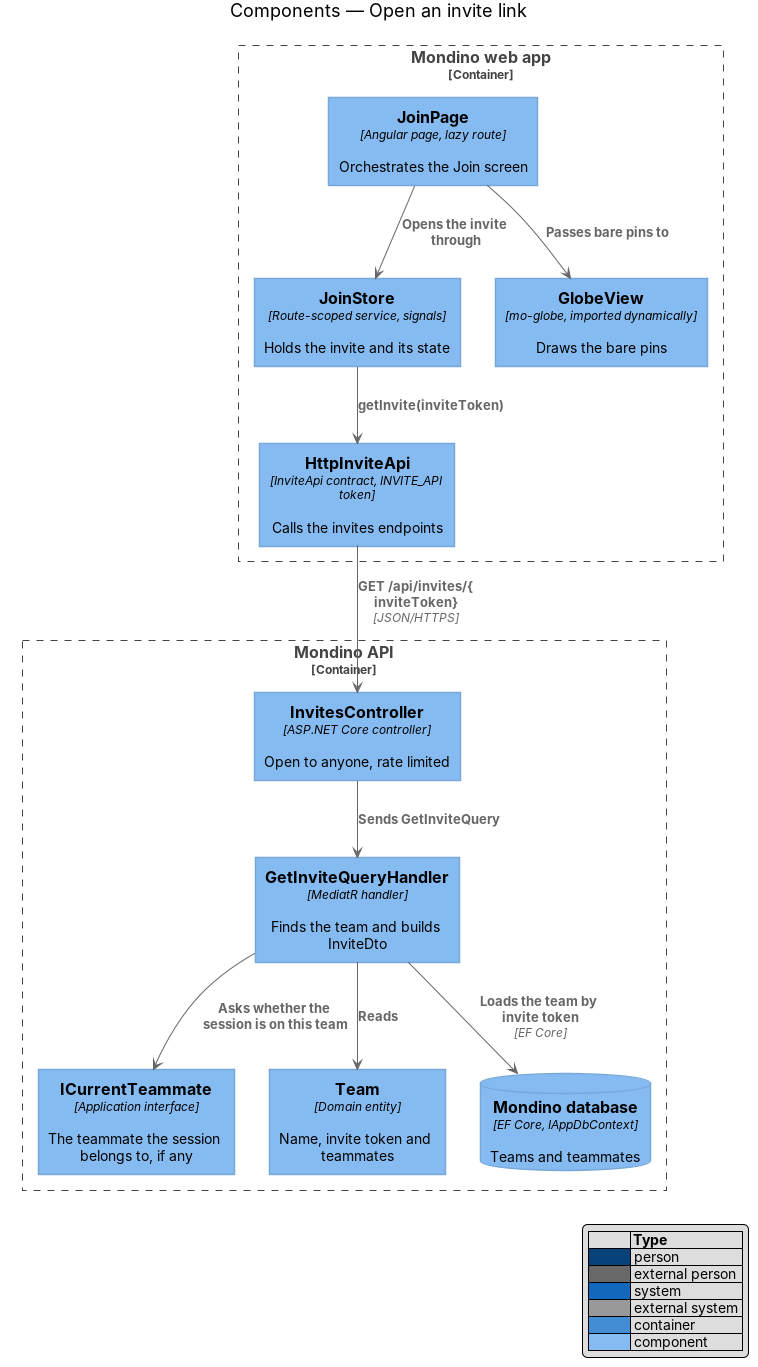 Components — Open an invite link
Mondino web app
[Container]
JoinPage
[Angular page, lazy route]
Orchestrates the Join screen
Opens the invite
through
Passes bare pins to
JoinStore
[Route-scoped service, signals]
Holds the invite and its state
GlobeView
[mo-globe, imported dynamically]
Draws the bare pins
getInvite(inviteToken)
HttpInviteApi
[InviteApi contract, INVITE_API
token]
Calls the invites endpoints
GET /api/invites/{
inviteToken}
[JSON/HTTPS]
Mondino API
[Container]
InvitesController
[ASP.NET Core controller]
Open to anyone, rate limited
Sends GetInviteQuery
GetInviteQueryHandler
[MediatR handler]
Finds the team and builds
InviteDto
Asks whether the
session is on this team
Reads
Loads the team by
invite token
[EF Core]
ICurrentTeammate
[Application interface]
The teammate the session
belongs to, if any
Team
[Domain entity]
Name, invite token and
teammates
Mondino database
[EF Core, IAppDbContext]
Teams and teammates
Type
person
external person
system
external system
container
component